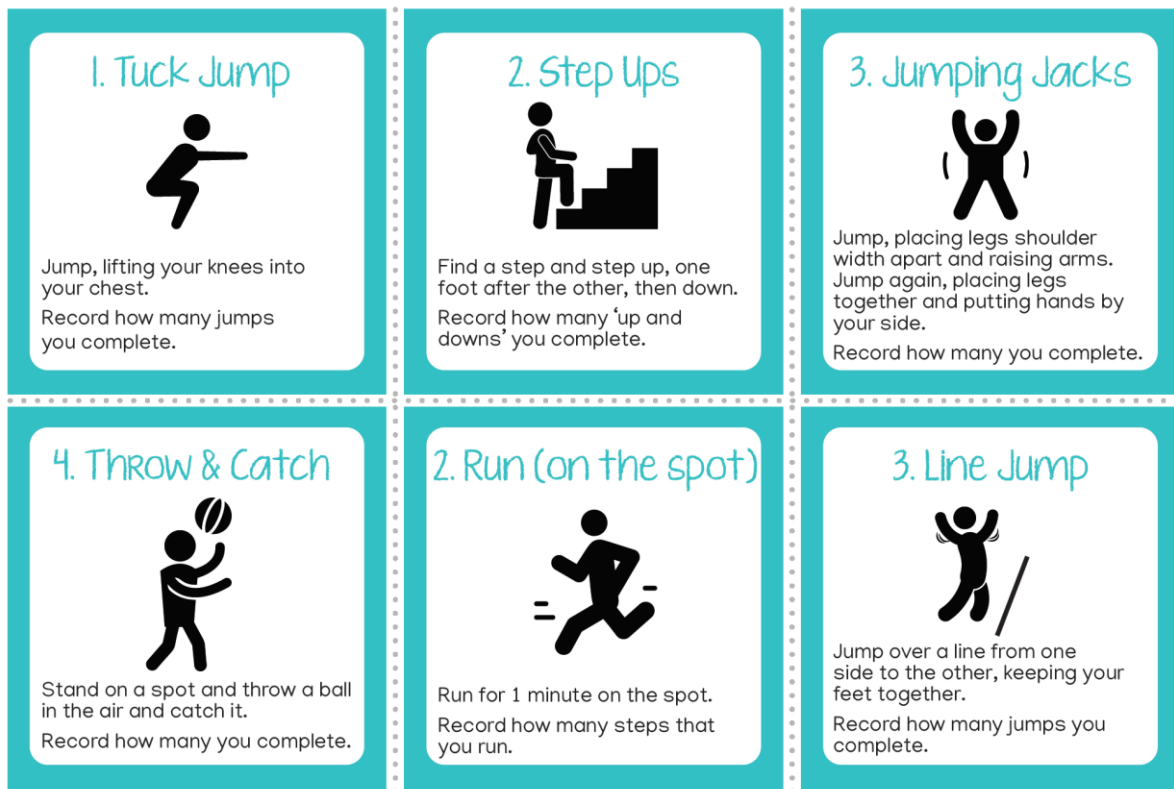 1. Tuck Jump
Jump, lifting your knees into
your chest.
Record how many jumps
you complete.
2. Step Ups
Find a step and step up, one
foot after the other, then down.
Record how many ‘up and
downs’ you complete.
3. Jumping Jacks
Jump, placing legs shoulder
width apart and raising arms.
Jump again, placing legs
together and putting hands by
your side.
Record how many you complete.
4. Throw & Catch
Stand on a spot and throw a ball
in the air and catch it.
Record how many you complete.
2. Run (on the spot)
Run for 1 minute on the spot.
Record how many steps that
you run.
3. Line Jump
Jump over a line from one
side to the other, keeping your
feet together.
Record how many jumps you
complete.